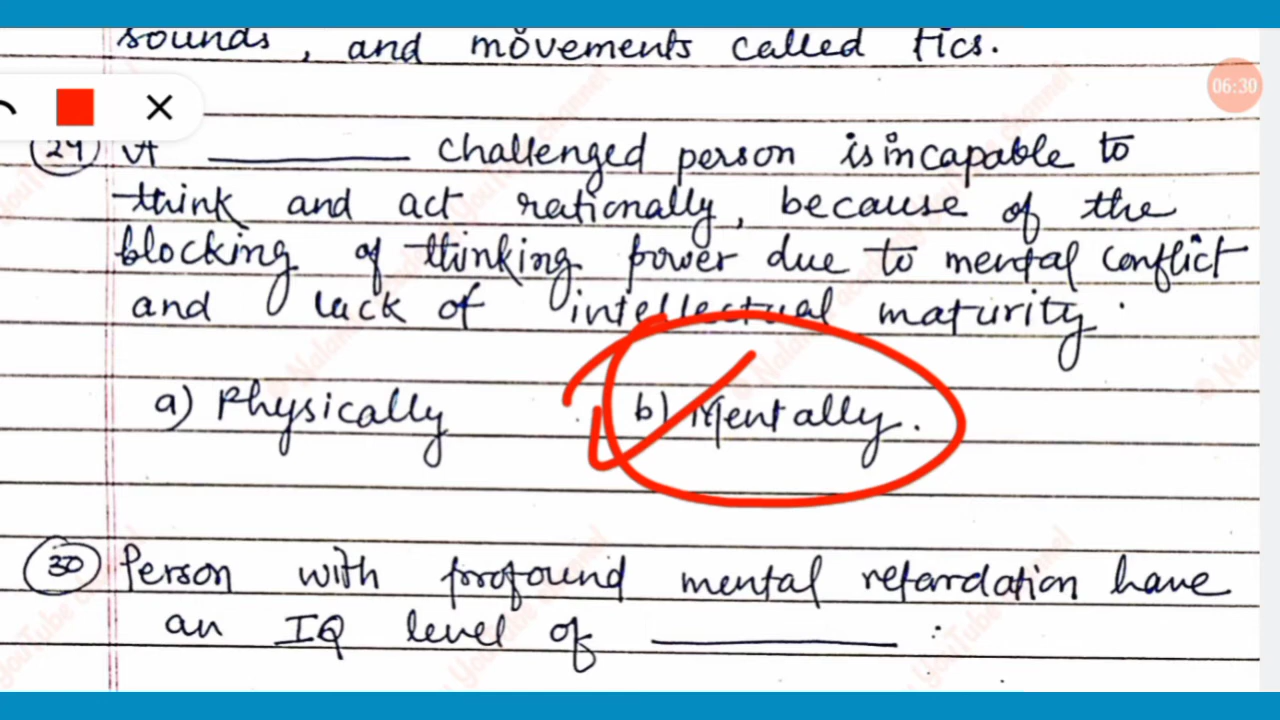 sounds, and movements called tics.
06:30
(29) A ________ challenged person is incapable to
think and act rationally, because of the
blocking of thinking power due to mental conflict
and lack of intellectual maturity.
a) Physically b) Mentally.
(30) Person with profound mental retardation have
an IQ level of ________ :